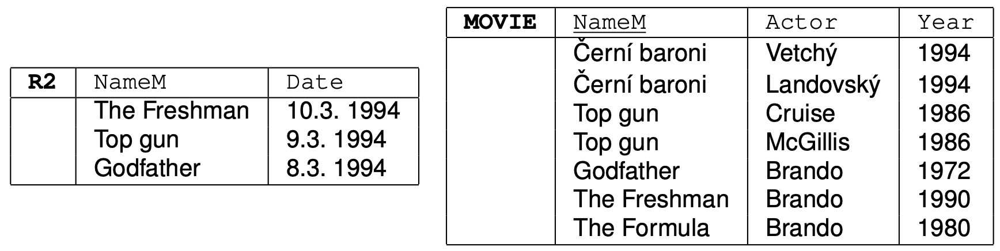 R2 NameM Date
The Freshman 10.3. 1994
Top gun 9.3. 1994
Godfather 8.3. 1994
MOVIE NameM Actor Year
Černí baroni Vetchý 1994
Černí baroni Landovský 1994
Top gun Cruise 1986
Top gun McGillis 1986
Godfather Brando 1972
The Freshman Brando 1990
The Formula Brando 1980